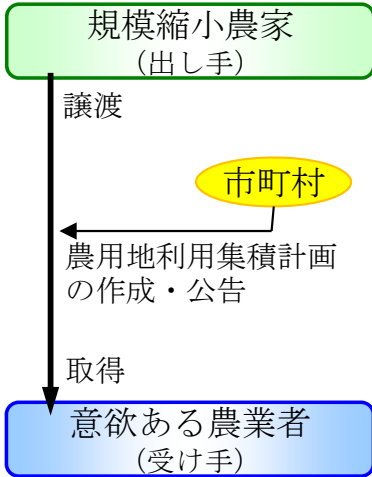 規模縮小農家
（出し手）
譲渡
市町村
農用地利用集積計画
の作成・公告
取得
意欲ある農業者
（受け手）